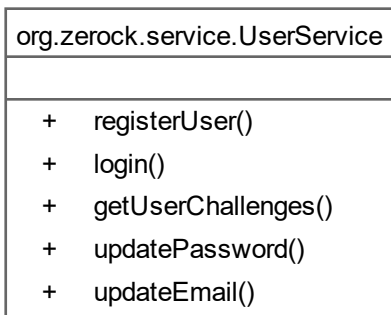 org.zerock.service.UserService
+ registerUser()
+ login()
+ getUserChallenges()
+ updatePassword()
+ updateEmail()